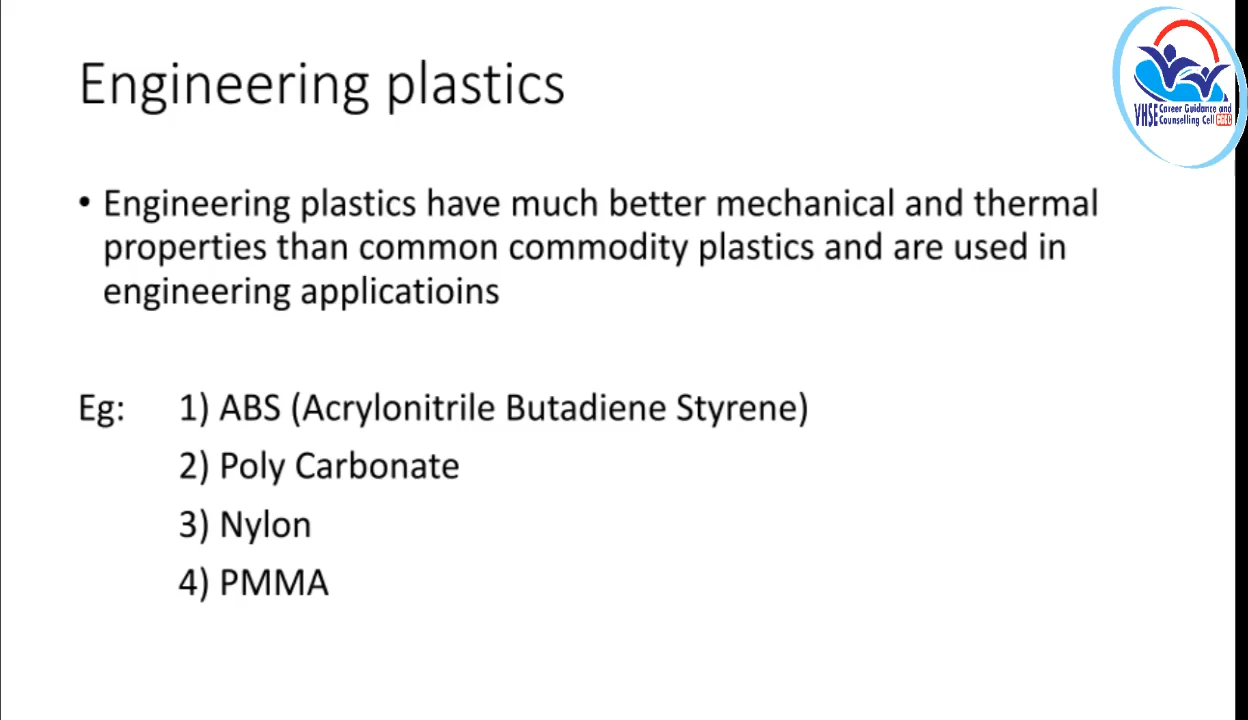 Engineering plastics
VHSE Career Guidance and
Counselling Cell CGCC
• Engineering plastics have much better mechanical and thermal
properties than common commodity plastics and are used in
engineering applicatioins
Eg: 1) ABS (Acrylonitrile Butadiene Styrene)
2) Poly Carbonate
3) Nylon
4) PMMA